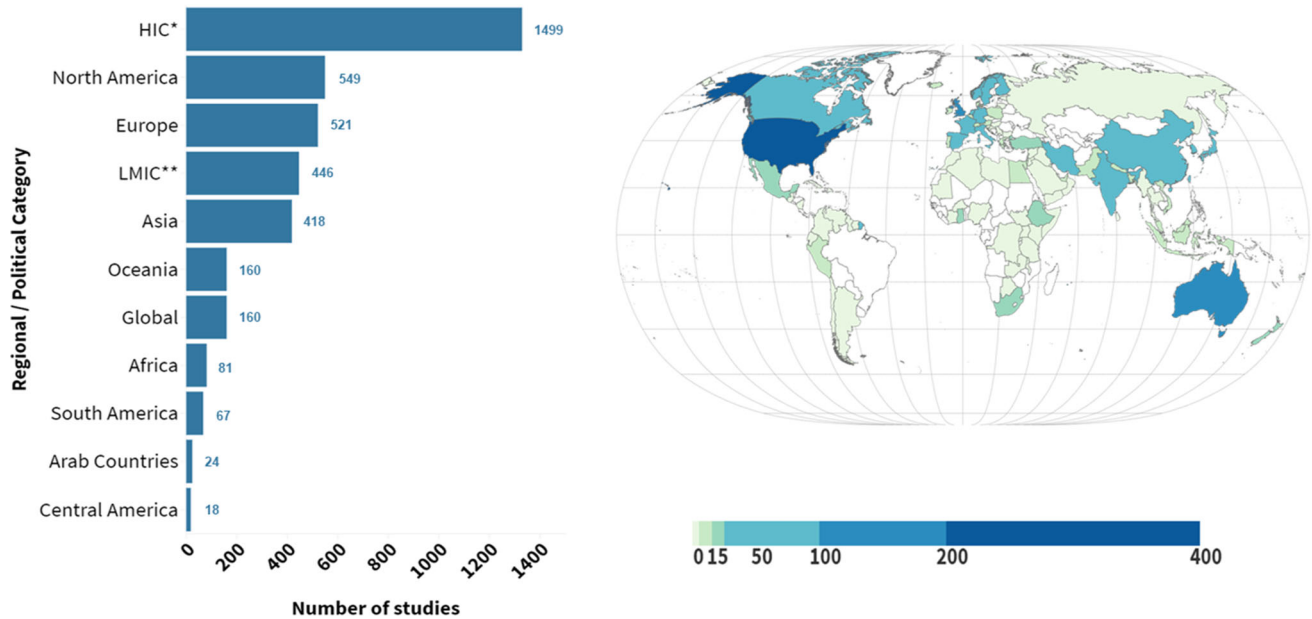 Regional / Political Category
HIC* 1499
North America 549
Europe 521
LMIC** 446
Asia 418
Oceania 160
Global 160
Africa 81
South America 67
Arab Countries 24
Central America 18
0 200 400 600 800 1000 1200 1400
Number of studies
0 15 50 100 200 400